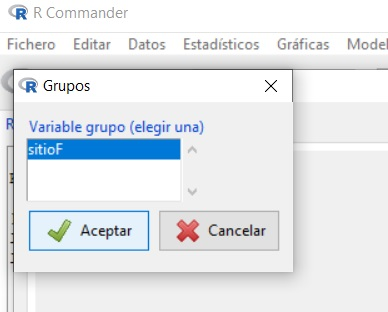 R Commander
Fichero Editar Datos Estadísticos Gráficas Model
Grupos
Variable grupo (elegir una)
sitioF
Aceptar Cancelar